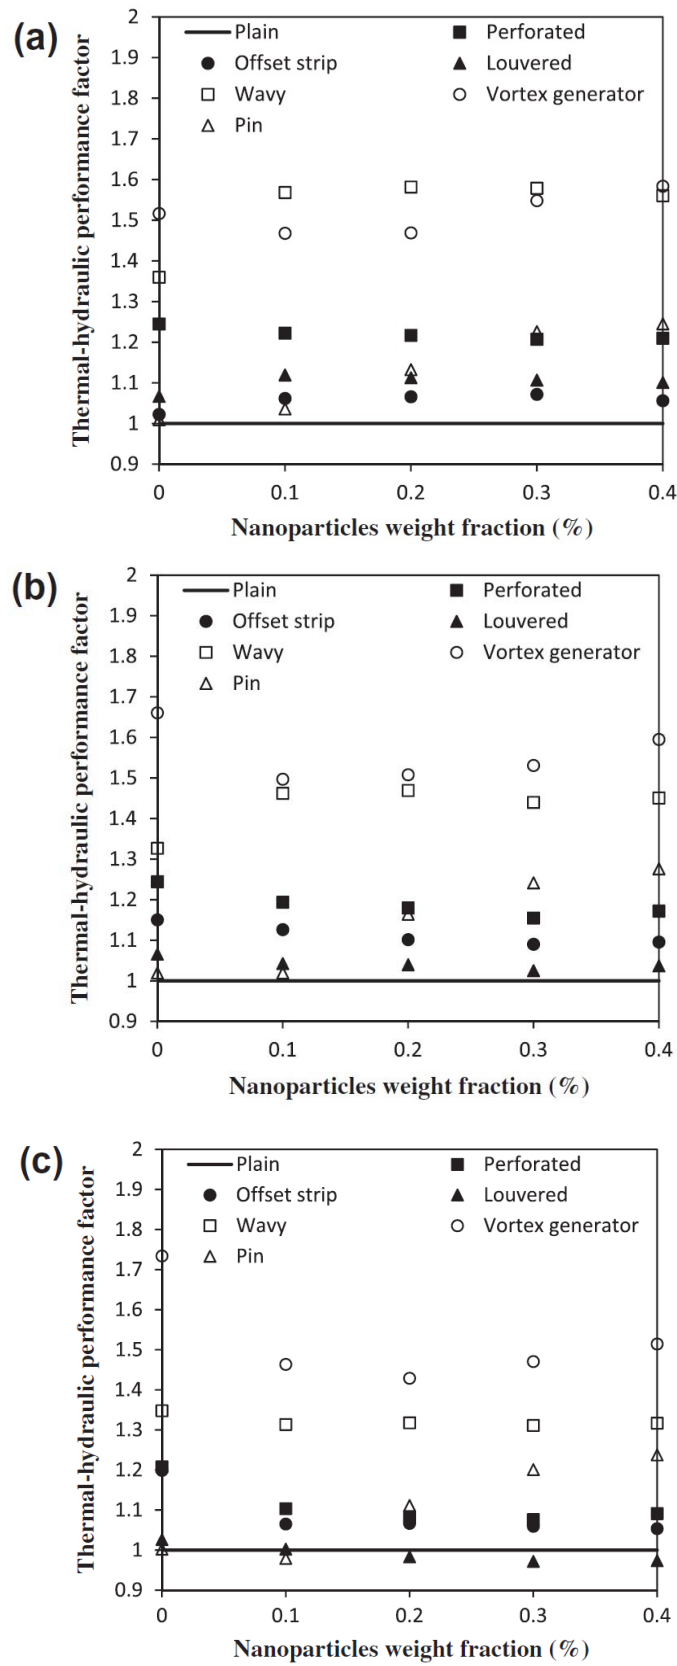 (a)
Thermal-hydraulic performance factor
2
1.9
1.8
1.7
1.6
1.5
1.4
1.3
1.2
1.1
1
0.9
Plain
Perforated
Offset strip
Louvered
Wavy
Vortex generator
Pin
0 0.1 0.2 0.3 0.4
Nanoparticles weight fraction (%)
(b)
Thermal-hydraulic performance factor
2
1.9
1.8
1.7
1.6
1.5
1.4
1.3
1.2
1.1
1
0.9
Plain
Perforated
Offset strip
Louvered
Wavy
Vortex generator
Pin
0 0.1 0.2 0.3 0.4
Nanoparticles weight fraction (%)
(c)
Thermal-hydraulic performance factor
2
1.9
1.8
1.7
1.6
1.5
1.4
1.3
1.2
1.1
1
0.9
Plain
Perforated
Offset strip
Louvered
Wavy
Vortex generator
Pin
0 0.1 0.2 0.3 0.4
Nanoparticles weight fraction (%)